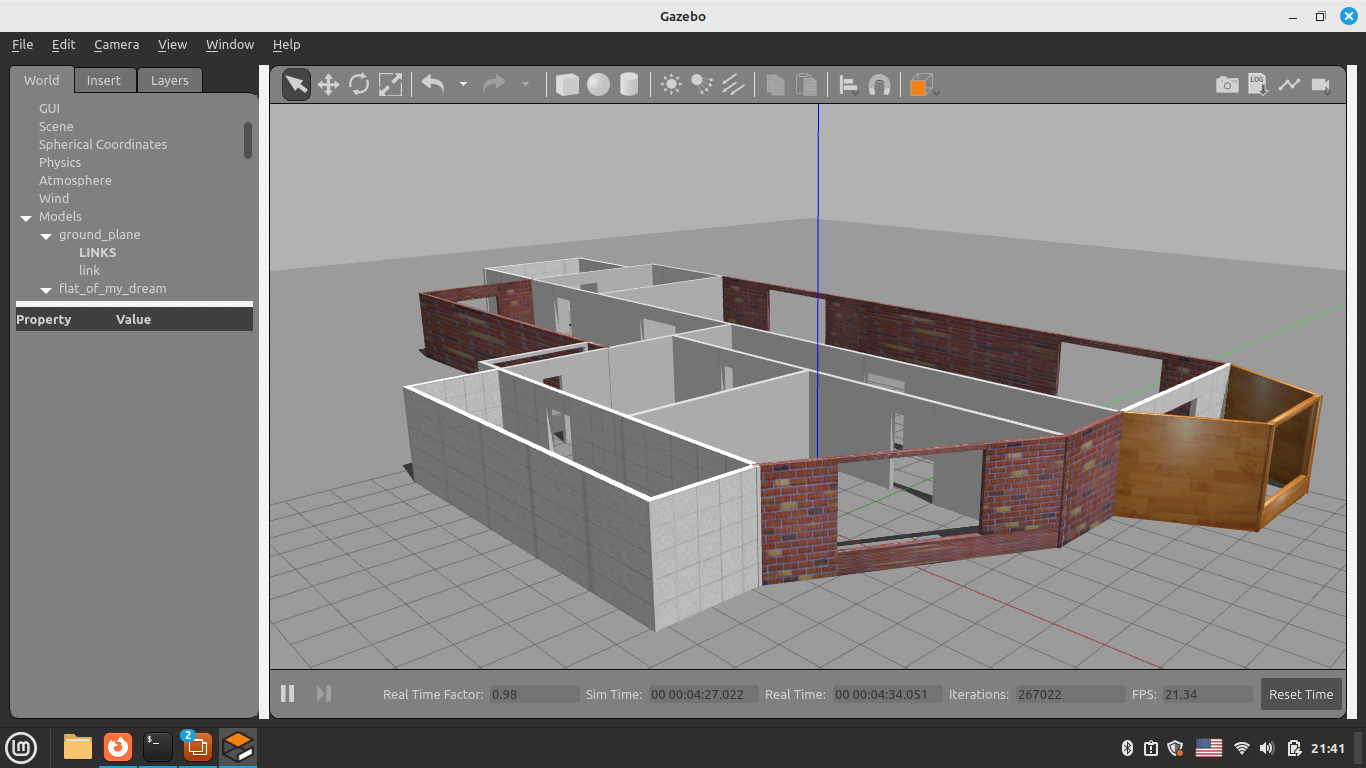 Gazebo
File Edit Camera View Window Help
World Insert Layers
GUI
Scene
Spherical Coordinates
Physics
Atmosphere
Wind
Models
ground_plane
LINKS
link
flat_of_my_dream
Property Value
LOG
Real Time Factor: 0.98 Sim Time: 00 00:04:27.022 Real Time: 00 00:04:34.051 Iterations: 267022 FPS: 21.34 Reset Time
$-
2
21:41